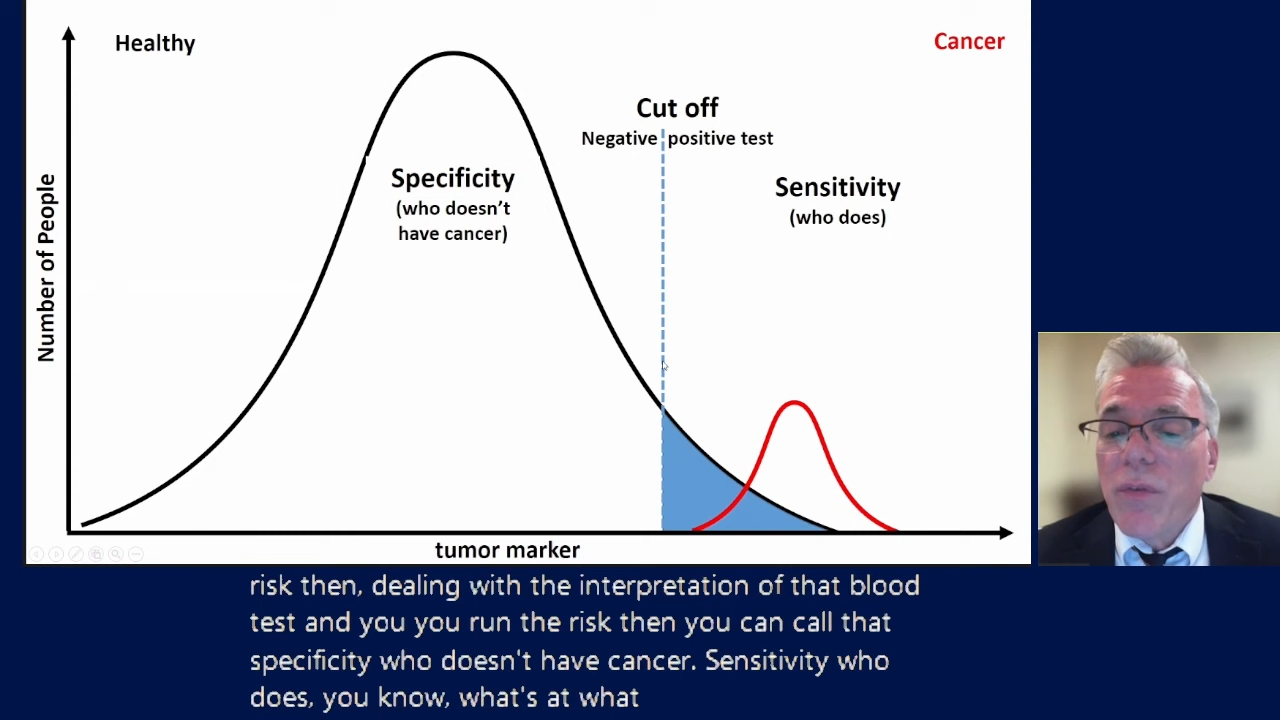 Healthy
Cancer
Cut off
Negative positive test
Specificity
(who doesn’t
have cancer)
Sensitivity
(who does)
Number of People
tumor marker
risk then, dealing with the interpretation of that blood
test and you you run the risk then you can call that
specificity who doesn't have cancer. Sensitivity who
does, you know, what's at what